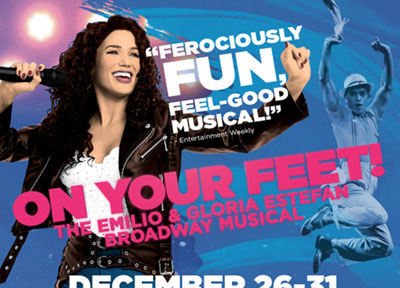 “FEROCIOUSLY
FUN,
FEEL-GOOD
MUSICAL!”
- Entertainment Weekly
ON YOUR FEET!
THE EMILIO & GLORIA ESTEFAN
BROADWAY MUSICAL
DECEMBER 26-31